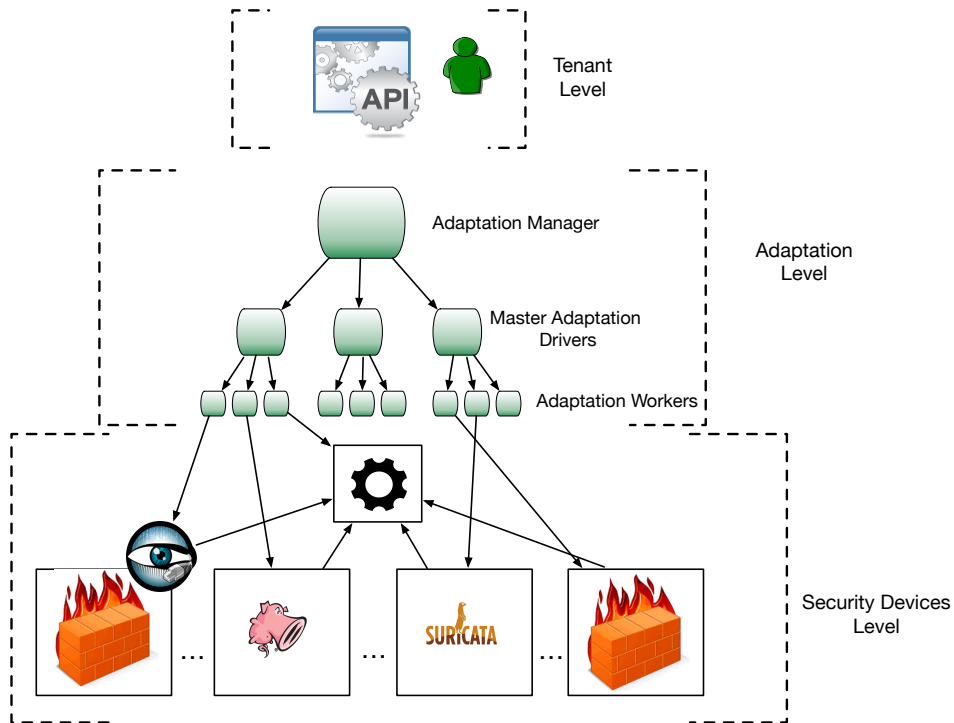 API
Tenant
Level
Adaptation Manager
Adaptation
Level
Master Adaptation
Drivers
Adaptation Workers
SURICATA
Security Devices
Level
...
...
...